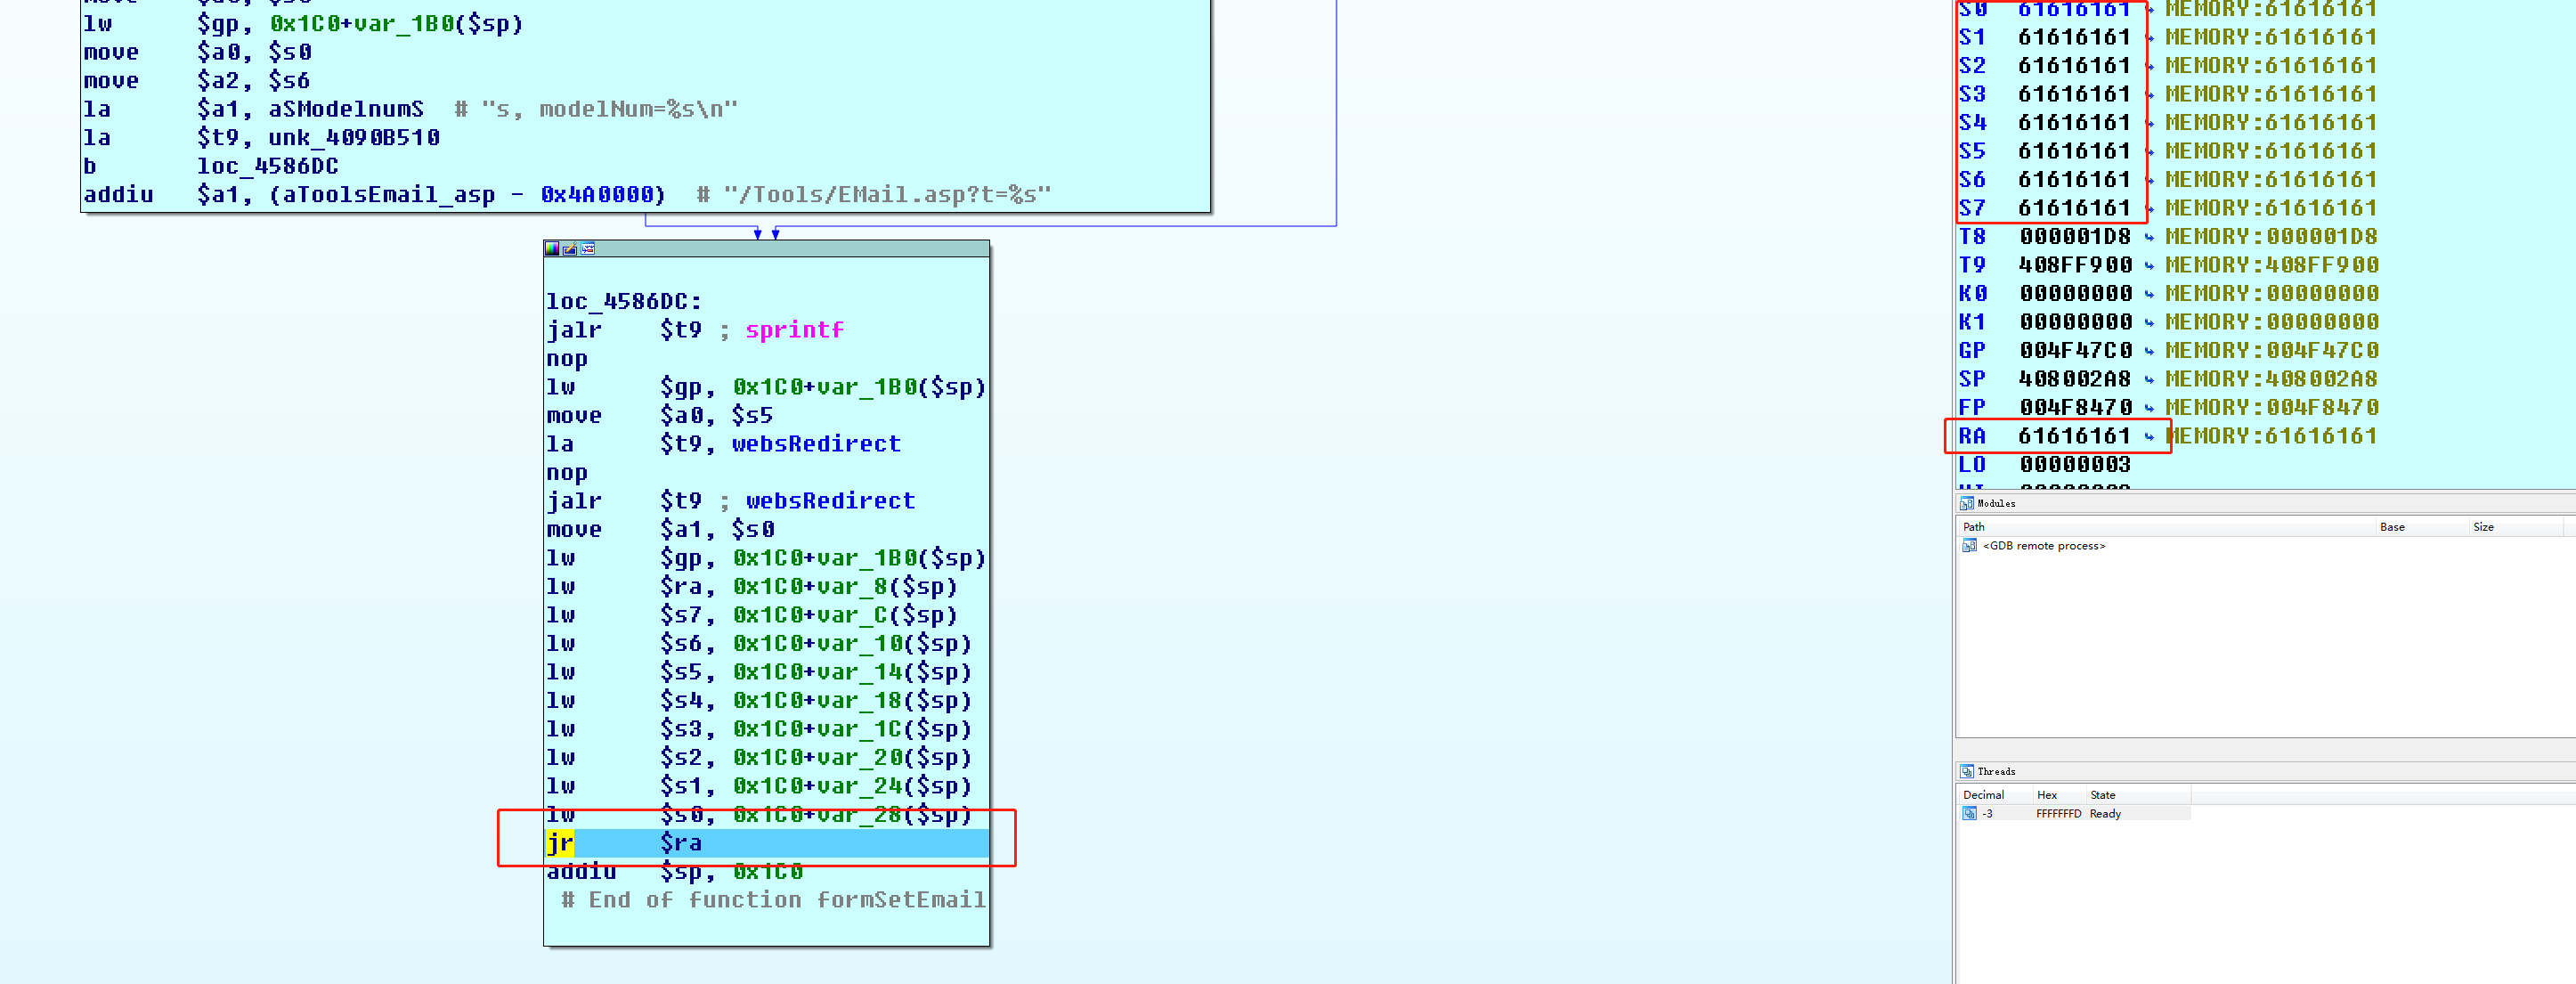 lw $gp, 0x1C0+var_1B0($sp)
move $a0, $s0
move $a2, $s6
la $a1, aSModelnumS # "s, modelNum=%s\n"
la $t9, unk_4090B510
b loc_4586DC
addiu $a1, (aToolsEmail_asp - 0x4A0000) # "/Tools/EMail.asp?t=%s"
loc_4586DC:
jalr $t9 ; sprintf
nop
lw $gp, 0x1C0+var_1B0($sp)
move $a0, $s5
la $t9, websRedirect
nop
jalr $t9 ; websRedirect
move $a1, $s0
lw $gp, 0x1C0+var_1B0($sp)
lw $ra, 0x1C0+var_8($sp)
lw $s7, 0x1C0+var_C($sp)
lw $s6, 0x1C0+var_10($sp)
lw $s5, 0x1C0+var_14($sp)
lw $s4, 0x1C0+var_18($sp)
lw $s3, 0x1C0+var_1C($sp)
lw $s2, 0x1C0+var_20($sp)
lw $s1, 0x1C0+var_24($sp)
lw $s0, 0x1C0+var_28($sp)
jr $ra
addiu $sp, 0x1C0
# End of function formSetEmail
S0 61616161 MEMORY:61616161
S1 61616161 MEMORY:61616161
S2 61616161 MEMORY:61616161
S3 61616161 MEMORY:61616161
S4 61616161 MEMORY:61616161
S5 61616161 MEMORY:61616161
S6 61616161 MEMORY:61616161
S7 61616161 MEMORY:61616161
T8 000001D8 MEMORY:000001D8
T9 408FF900 MEMORY:408FF900
K0 00000000 MEMORY:00000000
K1 00000000 MEMORY:00000000
GP 004F47C0 MEMORY:004F47C0
SP 408002A8 MEMORY:408002A8
FP 004F8470 MEMORY:004F8470
RA 61616161 MEMORY:61616161
LO 00000003
Modules
Path Base Size
<GDB remote process>
Threads
Decimal Hex State
-3 FFFFFFFD Ready